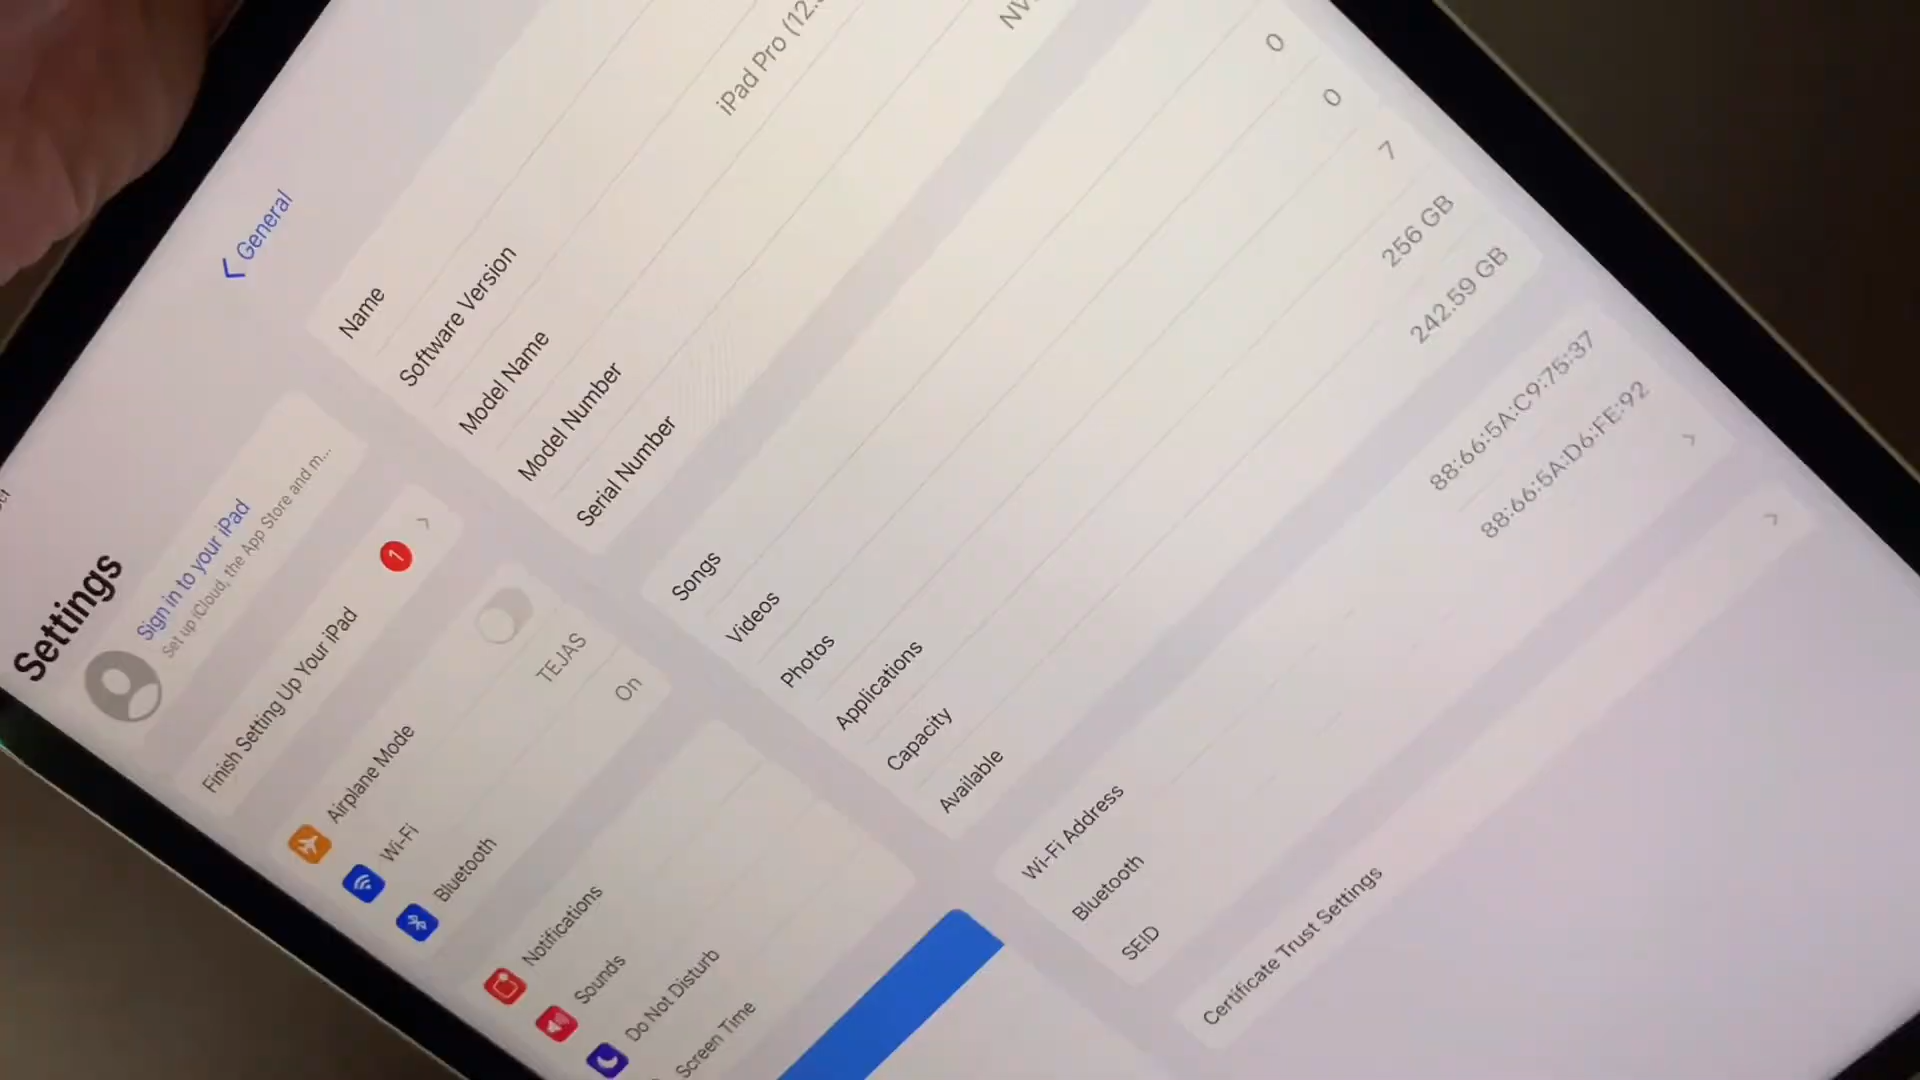 Settings
Sign in to your iPad
Set up iCloud, the App Store and m...
Finish Setting Up Your iPad 1
Airplane Mode
Wi-Fi TEJAS
Bluetooth On
Notifications
Sounds
Do Not Disturb
Screen Time
General
Name
Software Version
Model Name iPad Pro (12.
Model Number
Serial Number
Songs 0
Videos 0
Photos 7
Applications
Capacity 256 GB
Available 242.59 GB
Wi-Fi Address 88:66:5A:C9:75:37
Bluetooth 88:66:5A:D6:FE:92
SEID
Certificate Trust Settings